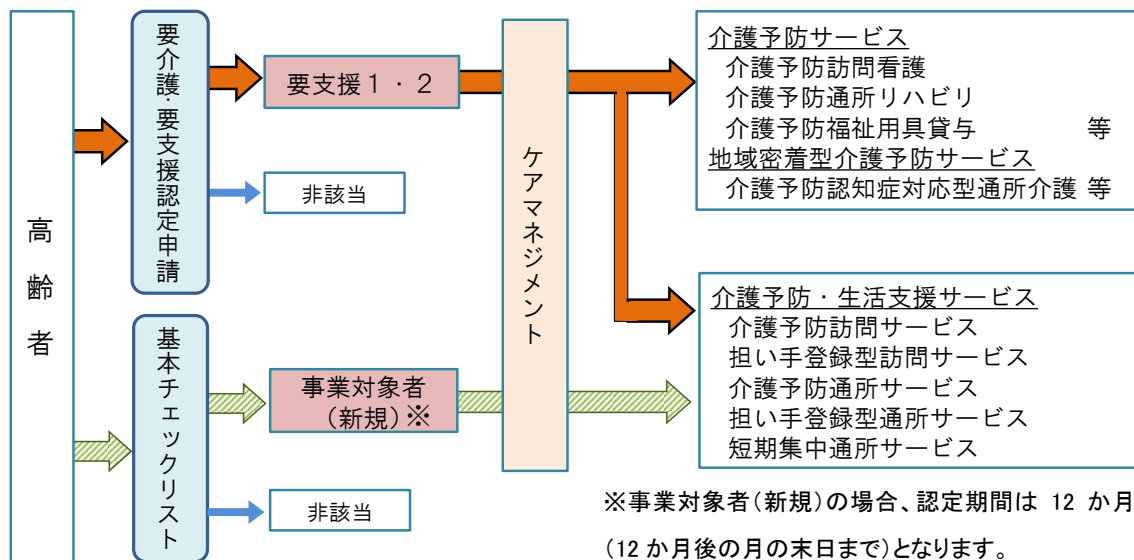 高齢者
要介護・要支援認定申請
要支援１・２
非該当
基本チェックリスト
事業対象者
（新規）※
非該当
ケアマネジメント
介護予防サービス
介護予防訪問看護
介護予防通所リハビリ
介護予防福祉用具貸与 等
地域密着型介護予防サービス
介護予防認知症対応型通所介護 等
介護予防・生活支援サービス
介護予防訪問サービス
担い手登録型訪問サービス
介護予防通所サービス
担い手登録型通所サービス
短期集中通所サービス
※事業対象者(新規)の場合、認定期間は 12 か月
(12 か月後の月の末日まで)となります。